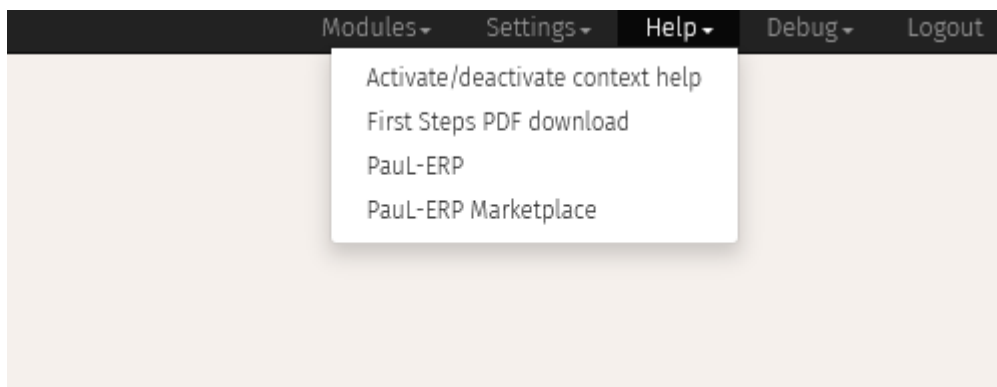 Modules Settings Help Debug Logout
Activate/deactivate context help
First Steps PDF download
PauL-ERP
PauL-ERP Marketplace